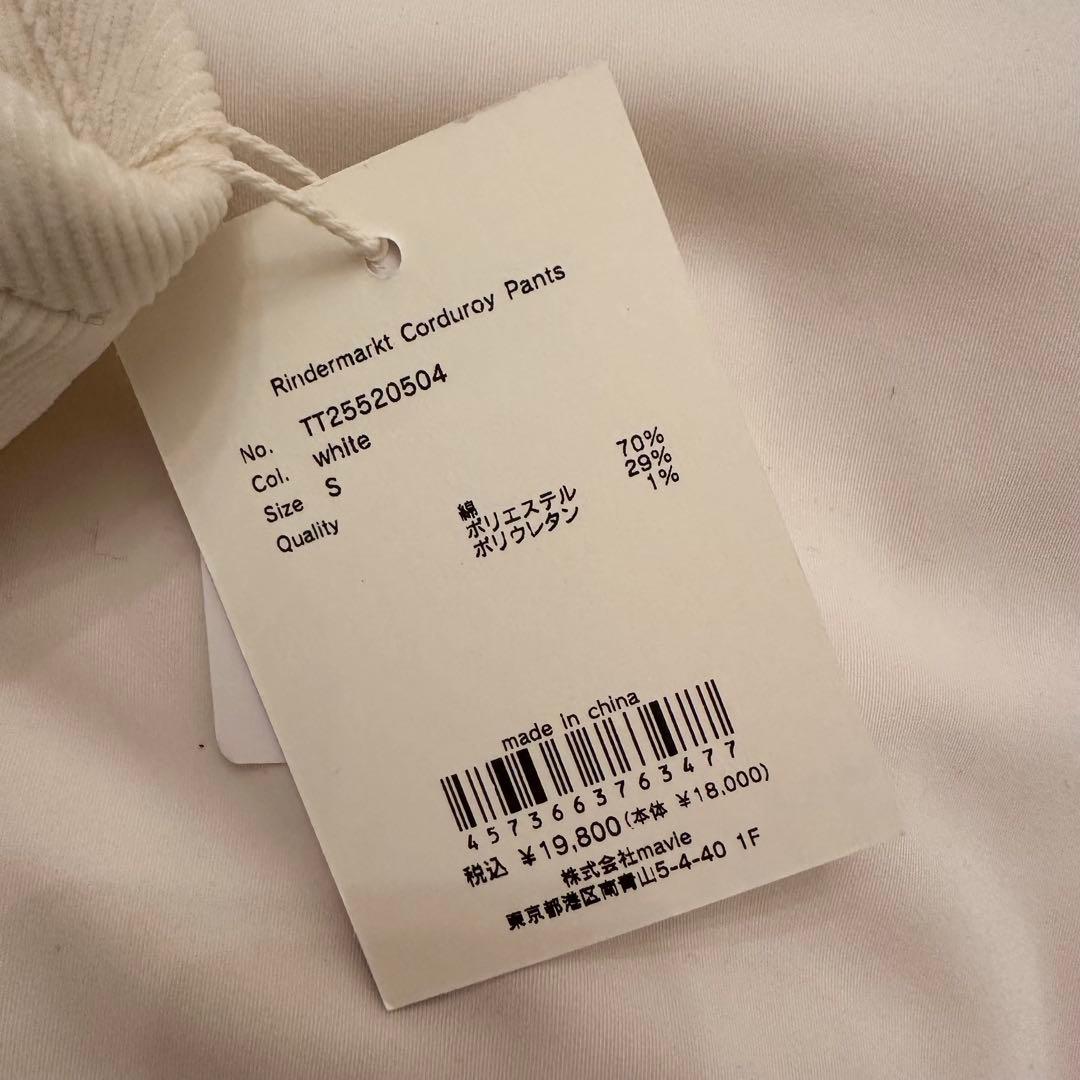 Rindermarkt Corduroy Pants
No. TT25520504
Col. white
Size S
Quality 綿 70%
ポリエステル 29%
ポリウレタン 1%
made in china
4573663763477
税込 ¥19,800(本体 ¥18,000)
株式会社mavie
東京都港区南青山5-4-40 1F